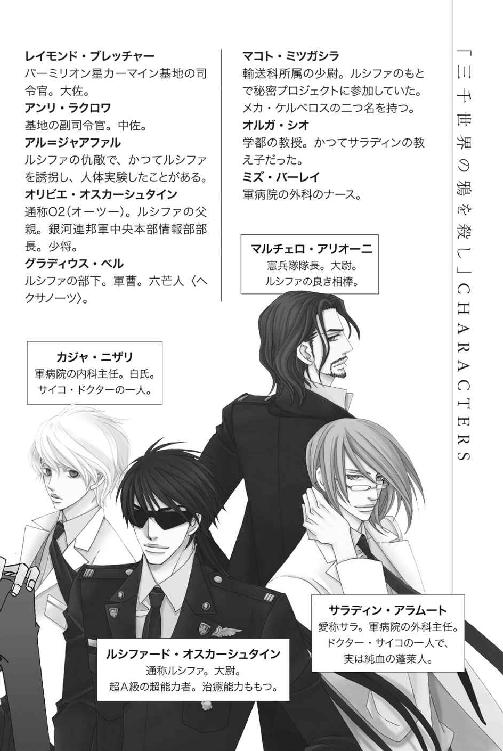 「三千世界の鴉を殺し」CHARACTERS
マコト・ミツガシラ
輸送科所属の少尉。ルシファのもと
で秘密プロジェクトに参加していた。
メカ・ケルベロスの二つ名を持つ。
オルガ・シオ
学都の教授。かつてサラディンの教
え子だった。
ミズ・バーレイ
軍病院の外科のナース。
レイモンド・ブレッチャー
バーミリオン星カーマイン基地の司
令官。大佐。
アンリ・ラクロワ
基地の副司令官。中佐。
アル＝ジャアファル
ルシファの仇敵で、かつてルシファ
を誘拐し、人体実験したことがある。
オリビエ・オスカーシュタイン
通称O2(オーツー)。ルシファの父
親。銀河連邦軍中央本部情報部部
長。少将。
グラディウス・ベル
ルシファの部下。軍曹。六芒人〈ヘ
クサノーツ〉。
マルチェロ・アリオーニ
憲兵隊隊長。大尉。
ルシファの良き相棒。
カジャ・ニザリ
軍病院の内科主任。白氏。
サイコ・ドクターの一人。
サラディン・アラムート
愛称サラ。軍病院の外科主任。
ドクター・サイコの一人で、
実は純血の蓬莱人。
ルシファード・オスカーシュタイン
通称ルシファ。大尉。
超A級の超能力者。治癒能力ももつ。